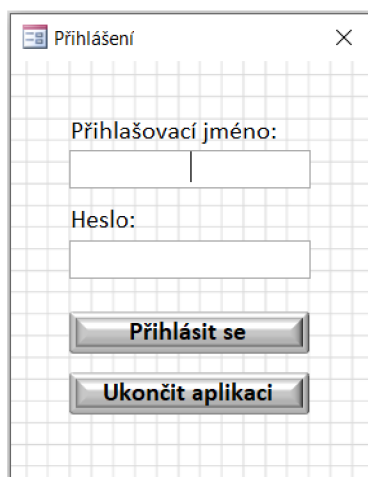 Přihlášení
Přihlašovací jméno:
Heslo:
Přihlásit se
Ukončit aplikaci